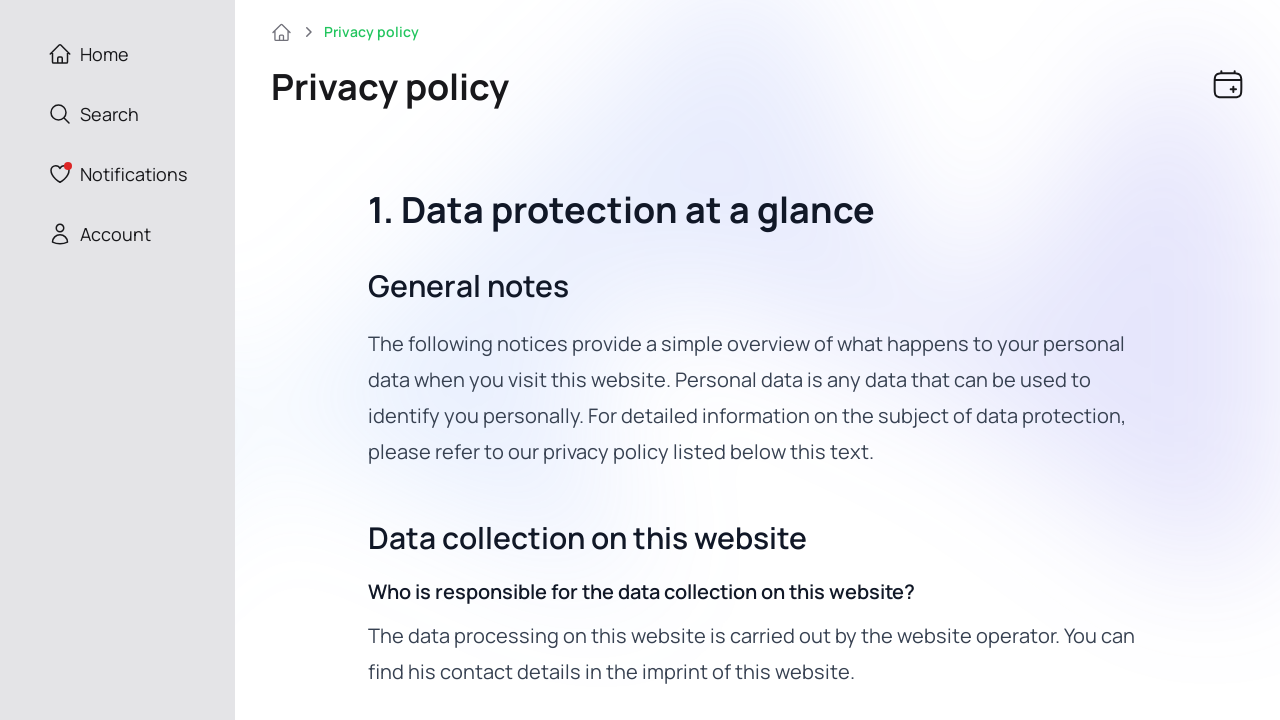 Home
Search
Notifications
Account
Privacy policy
Privacy policy
1. Data protection at a glance
General notes
The following notices provide a simple overview of what happens to your personal
data when you visit this website. Personal data is any data that can be used to
identify you personally. For detailed information on the subject of data protection,
please refer to our privacy policy listed below this text.
Data collection on this website
Who is responsible for the data collection on this website?
The data processing on this website is carried out by the website operator. You can
find his contact details in the imprint of this website.